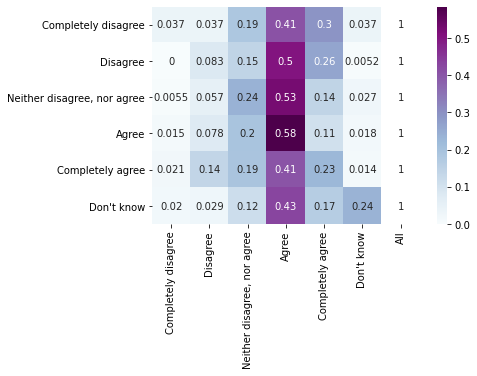 Completely disagree 0.037 0.037 0.19 0.41 0.3 0.037 1
Disagree 0 0.083 0.15 0.5 0.26 0.0052 1
Neither disagree, nor agree 0.0055 0.057 0.24 0.53 0.14 0.027 1
Agree 0.015 0.078 0.2 0.58 0.11 0.018 1
Completely agree 0.021 0.14 0.19 0.41 0.23 0.014 1
Don't know 0.02 0.029 0.12 0.43 0.17 0.24 1
Completely disagree
Disagree
Neither disagree, nor agree
Agree
Completely agree
Don't know
All
0.5
0.4
0.3
0.2
0.1
0.0